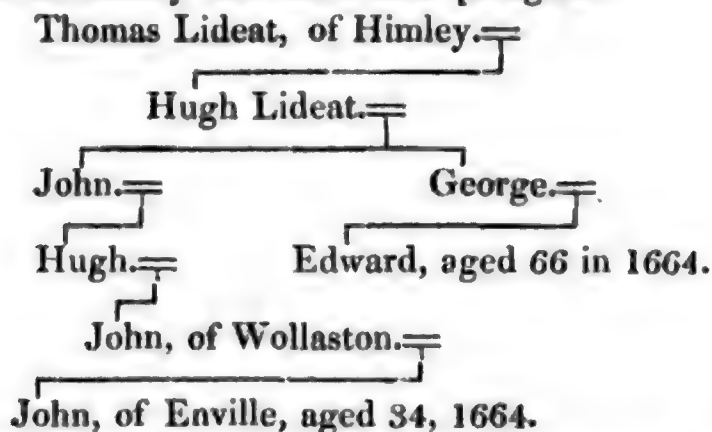 Thomas Lideat, of Himley.
Hugh Lideat.
John. George.
Hugh. Edward, aged 66 in 1664.
John, of Wollaston.
John, of Enville, aged 34, 1664.